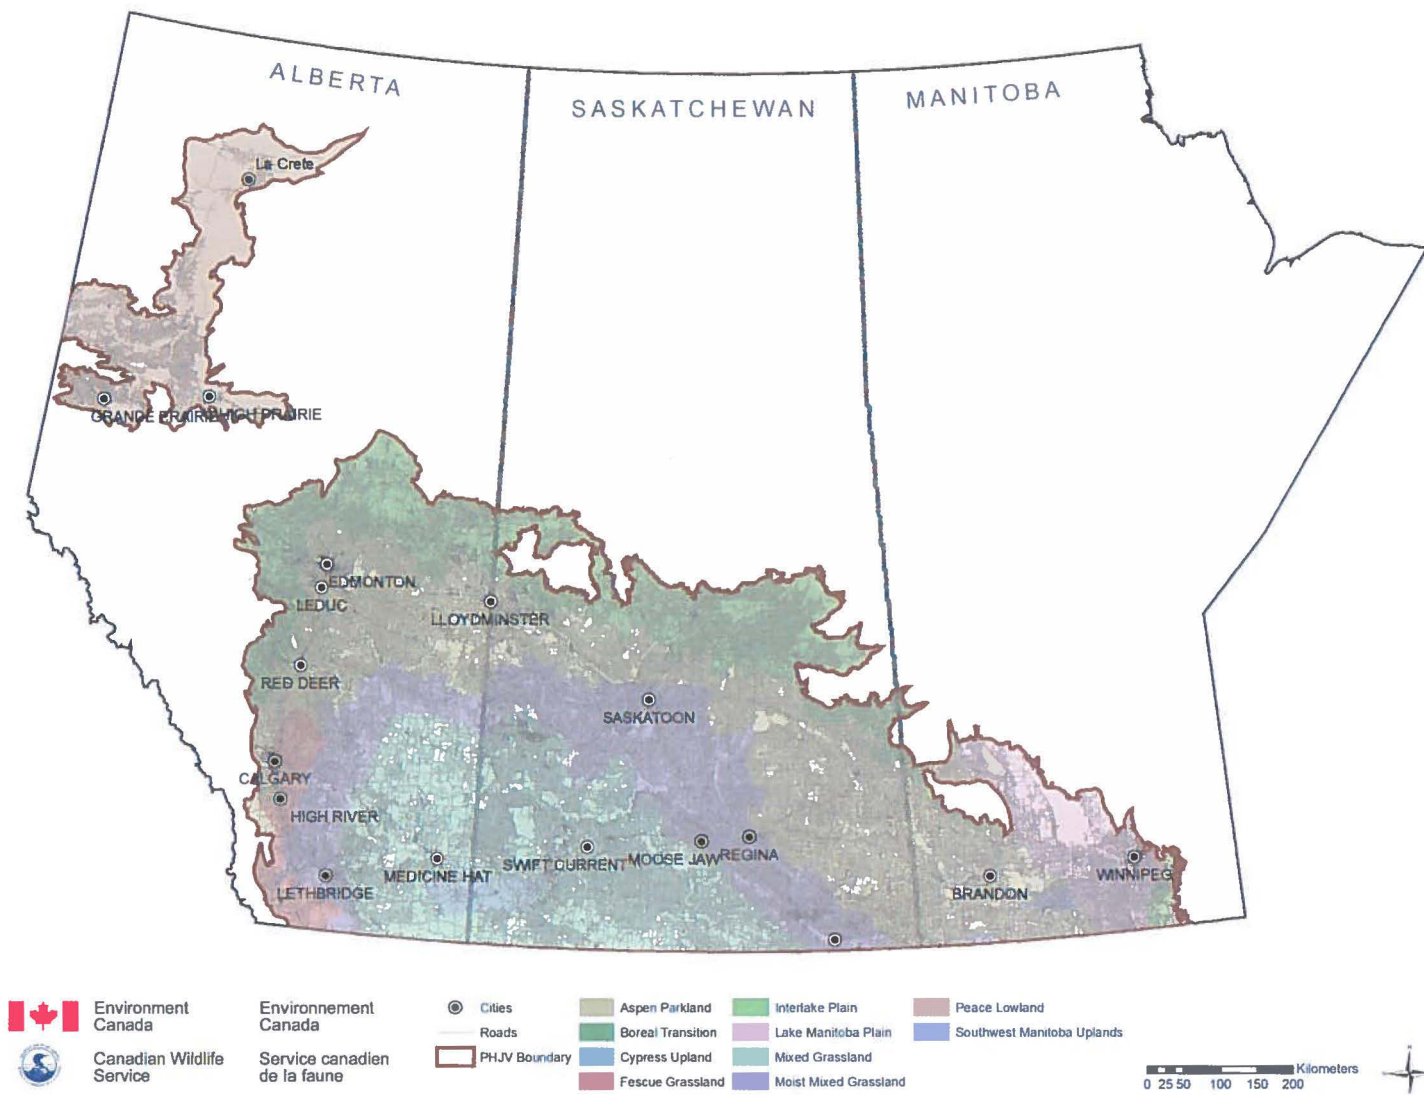 ALBERTA
SASKATCHEWAN
MANITOBA
La Crete
GRANDE PRAIRIE
HIGH PRAIRIE
EDMONTON
LEDUC
LLOYDMINSTER
RED DEER
SASKATOON
CALGARY
HIGH RIVER
SWIFT CURRENT
MOOSE JAW
REGINA
MEDICINE HAT
LETHBRIDGE
BRANDON
WINNIPEG
Environment
Canada
Environnement
Canada
Canadian Wildlife
Service
Service canadien
de la faune
Cities
Roads
PHJV Boundary
Aspen Parkland
Boreal Transition
Cypress Upland
Fescue Grassland
Interlake Plain
Lake Manitoba Plain
Mixed Grassland
Moist Mixed Grassland
Peace Lowland
Southwest Manitoba Uplands
Kilometers
0 25 50 100 150 200